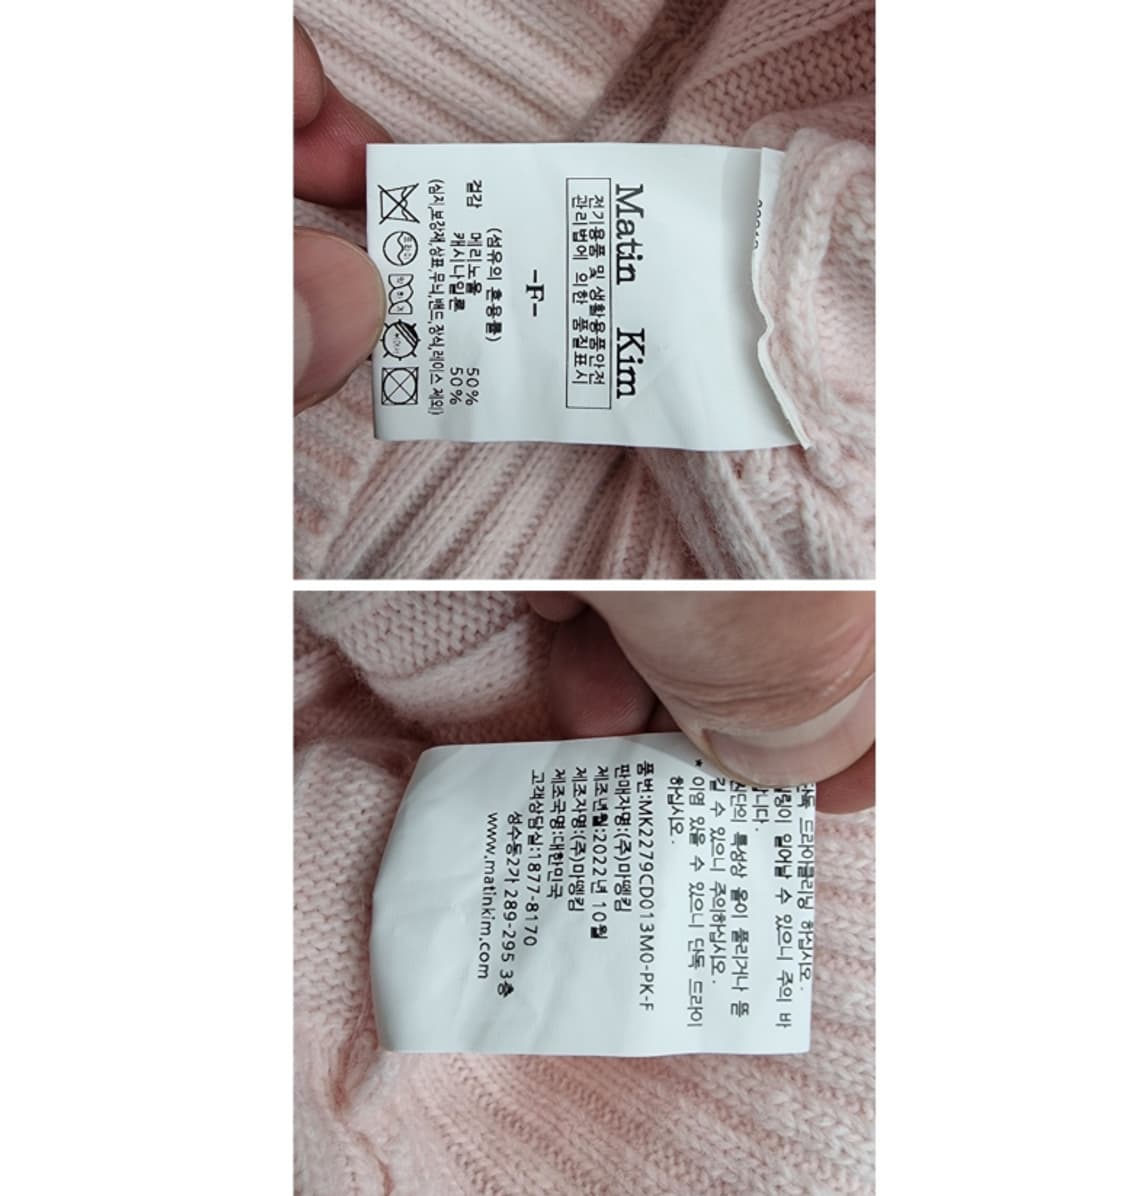 Matin Kim
전기용품 및 생활용품안전
관리법에 의한 품질표시
-F-
(섬유의 혼용률)
겉감 메리노울 50%
캐시나일론 50%
(심지,보강재,상표,무늬,밴드,장식,레이스 제외)
드라이클리닝 하십시오.
일어날 수 있으니 주의 바
니다.
특성상 올이 풀리거나 뜯
길 수 있으니 주의하십시오.
* 이염 있을 수 있으니 단독 드라이
하십시오.
품번:MK2279CD013M0-PK-F
판매자명:(주)마뗑킴
제조년월:2022년 10월
제조자명:(주)마뗑킴
제조국명:대한민국
고객상담실:1877-8170
성수동2가 289-295 3층
www.matinkim.com